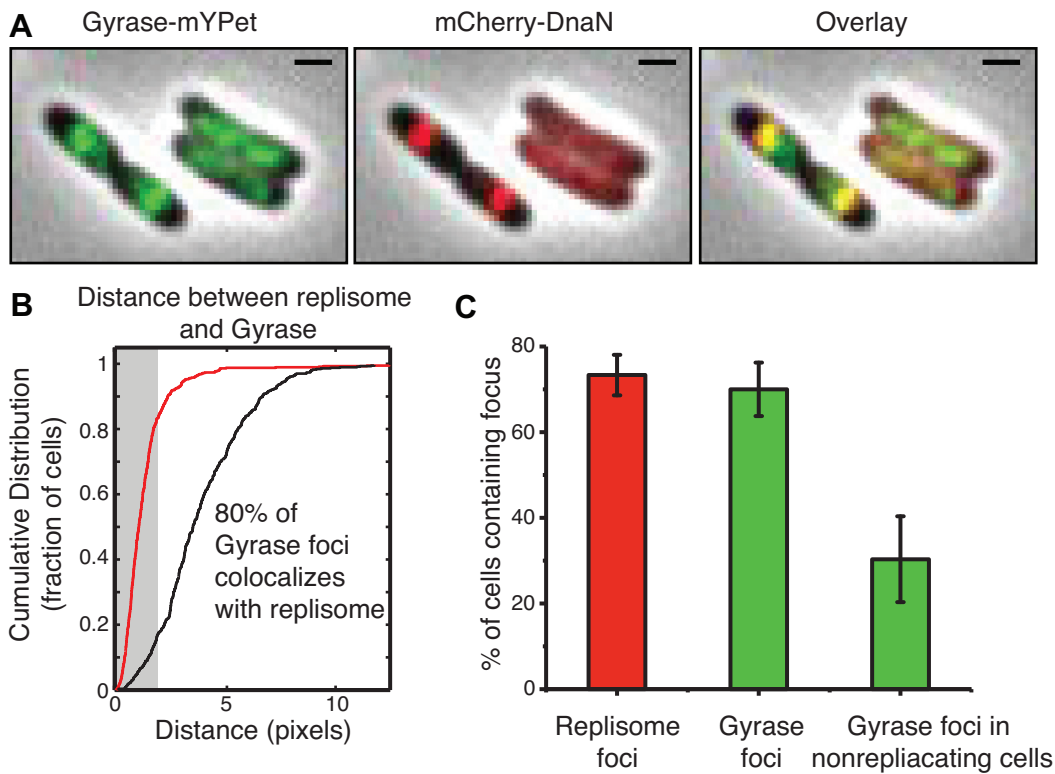 A
Gyrase-mYPet
mCherry-DnaN
Overlay
B
Distance between replisome
and Gyrase
Cumulative Distribution
(fraction of cells)
1
0.8
0.6
0.4
0.2
0
0
5
10
80% of
Gyrase foci
colocalizes
with replisome
Distance (pixels)
C
% of cells containing focus
80
60
40
20
0
Replisome
foci
Gyrase
foci
Gyrase foci in
nonrepliacating cells